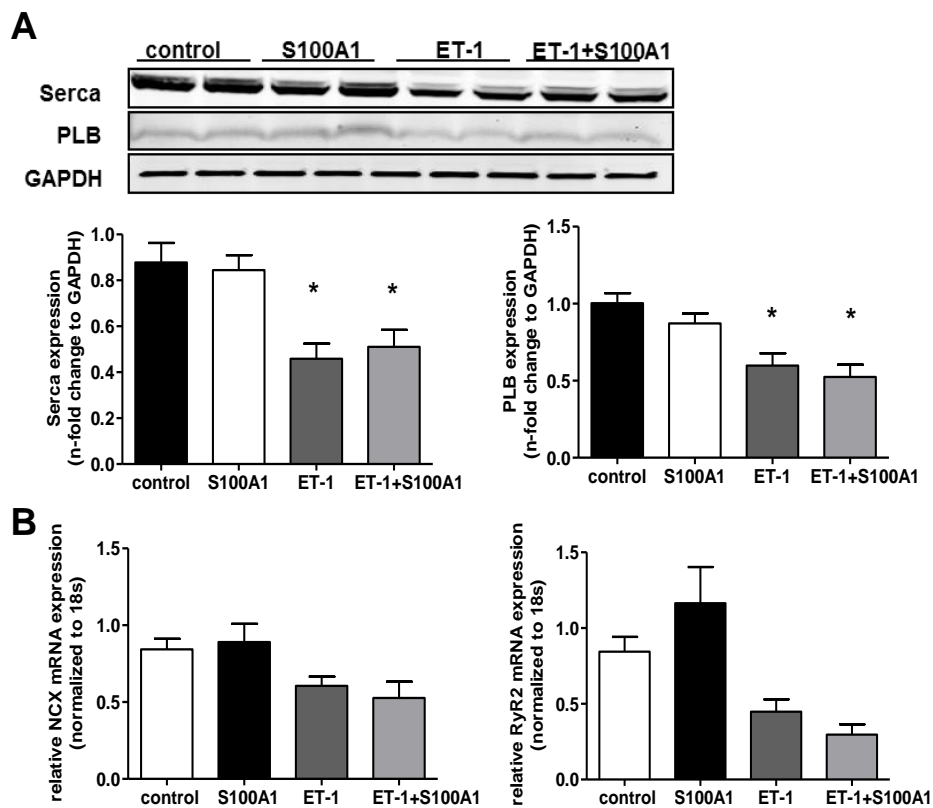 A
control S100A1 ET-1 ET-1+S100A1
Serca
PLB
GAPDH
Serca expression
(n-fold change to GAPDH)
1.0
0.8
0.6
0.4
0.2
0.0
* *
control S100A1 ET-1 ET-1+S100A1
PLB expression
(n-fold change to GAPDH)
1.5
1.0
0.5
0.0
* *
control S100A1 ET-1 ET-1+S100A1
B
relative NCX mRNA expression
(normalized to 18s)
1.5
1.0
0.5
0.0
control S100A1 ET-1 ET-1+S100A1
relative RyR2 mRNA expression
(normalized to 18s)
1.5
1.0
0.5
0.0
control S100A1 ET-1 ET-1+S100A1